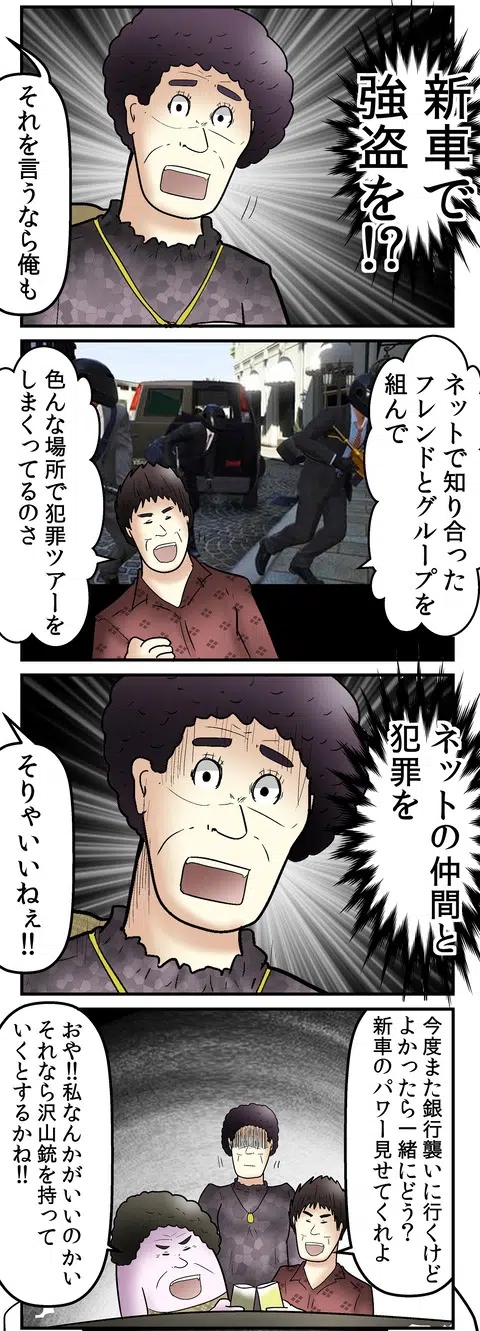 新車で
強盗を!?
それを言うなら俺も
ネットで知り合った
フレンドとグループを
組んで
色んな場所で犯罪ツアーを
しまくってるのさ
ネットの仲間と
犯罪を
そりゃいいねぇ!!
今度また銀行襲いに行くけど
よかったら一緒にどう？
新車のパワー見せてくれよ
おや!!私なんかがいいのかい
それなら沢山銃を持って
いくとするかね!!